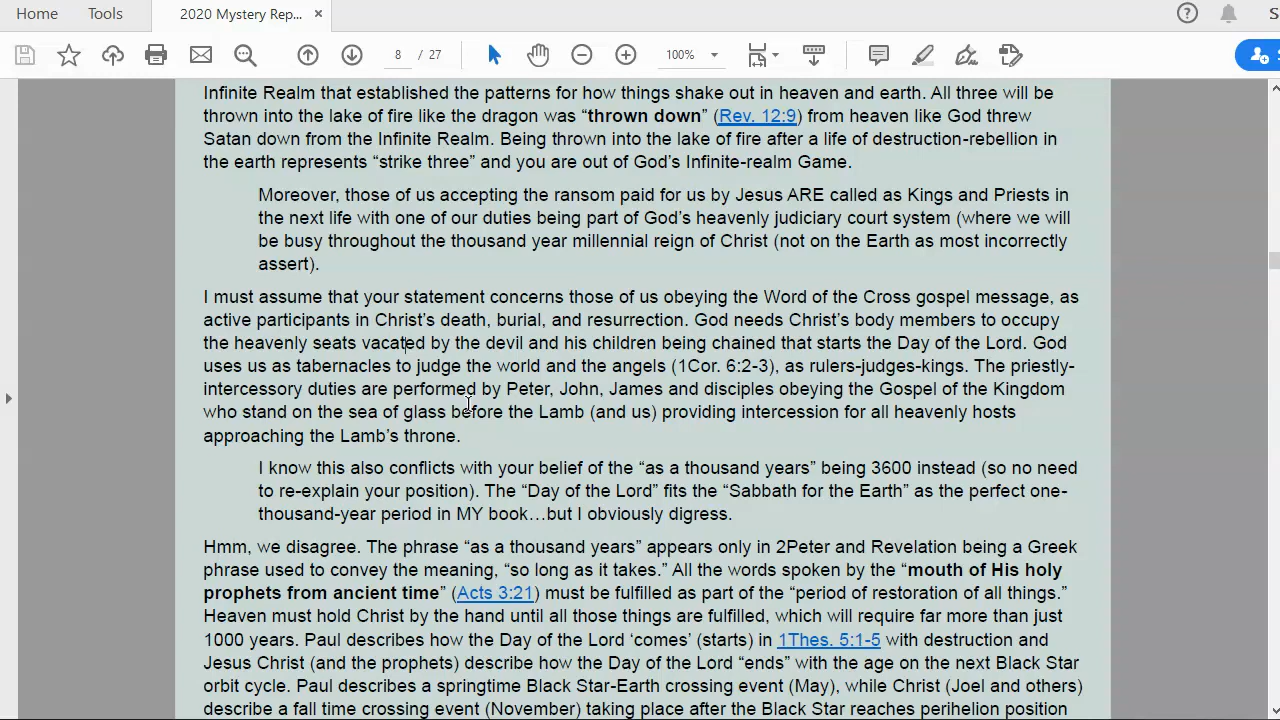 Home
Tools
2020 Mystery Rep...
S
8 / 27
100%
Infinite Realm that established the patterns for how things shake out in heaven and earth. All three will be
thrown into the lake of fire like the dragon was “thrown down” (Rev. 12:9) from heaven like God threw
Satan down from the Infinite Realm. Being thrown into the lake of fire after a life of destruction-rebellion in
the earth represents “strike three” and you are out of God’s Infinite-realm Game.
Moreover, those of us accepting the ransom paid for us by Jesus ARE called as Kings and Priests in
the next life with one of our duties being part of God’s heavenly judiciary court system (where we will
be busy throughout the thousand year millennial reign of Christ (not on the Earth as most incorrectly
assert).
I must assume that your statement concerns those of us obeying the Word of the Cross gospel message, as
active participants in Christ’s death, burial, and resurrection. God needs Christ’s body members to occupy
the heavenly seats vacated by the devil and his children being chained that starts the Day of the Lord. God
uses us as tabernacles to judge the world and the angels (1Cor. 6:2-3), as rulers-judges-kings. The priestly-
intercessory duties are performed by Peter, John, James and disciples obeying the Gospel of the Kingdom
who stand on the sea of glass before the Lamb (and us) providing intercession for all heavenly hosts
approaching the Lamb’s throne.
I know this also conflicts with your belief of the “as a thousand years” being 3600 instead (so no need
to re-explain your position). The “Day of the Lord” fits the “Sabbath for the Earth” as the perfect one-
thousand-year period in MY book…but I obviously digress.
Hmm, we disagree. The phrase “as a thousand years” appears only in 2Peter and Revelation being a Greek
phrase used to convey the meaning, “so long as it takes.” All the words spoken by the “mouth of His holy
prophets from ancient time” (Acts 3:21) must be fulfilled as part of the “period of restoration of all things.”
Heaven must hold Christ by the hand until all those things are fulfilled, which will require far more than just
1000 years. Paul describes how the Day of the Lord ‘comes’ (starts) in 1Thes. 5:1-5 with destruction and
Jesus Christ (and the prophets) describe how the Day of the Lord “ends” with the age on the next Black Star
orbit cycle. Paul describes a springtime Black Star-Earth crossing event (May), while Christ (Joel and others)
describe a fall time crossing event (November) taking place after the Black Star reaches perihelion position